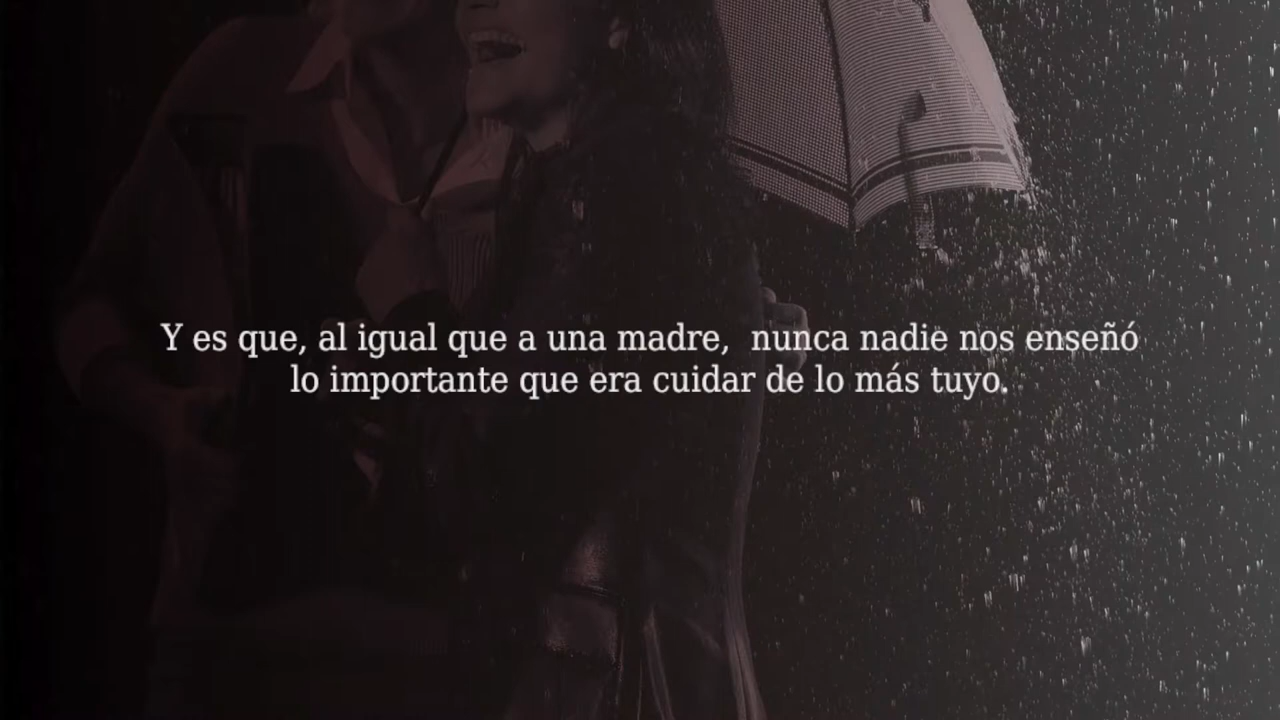 Y es que, al igual que a una madre, nunca nadie nos enseñó
lo importante que era cuidar de lo más tuyo.